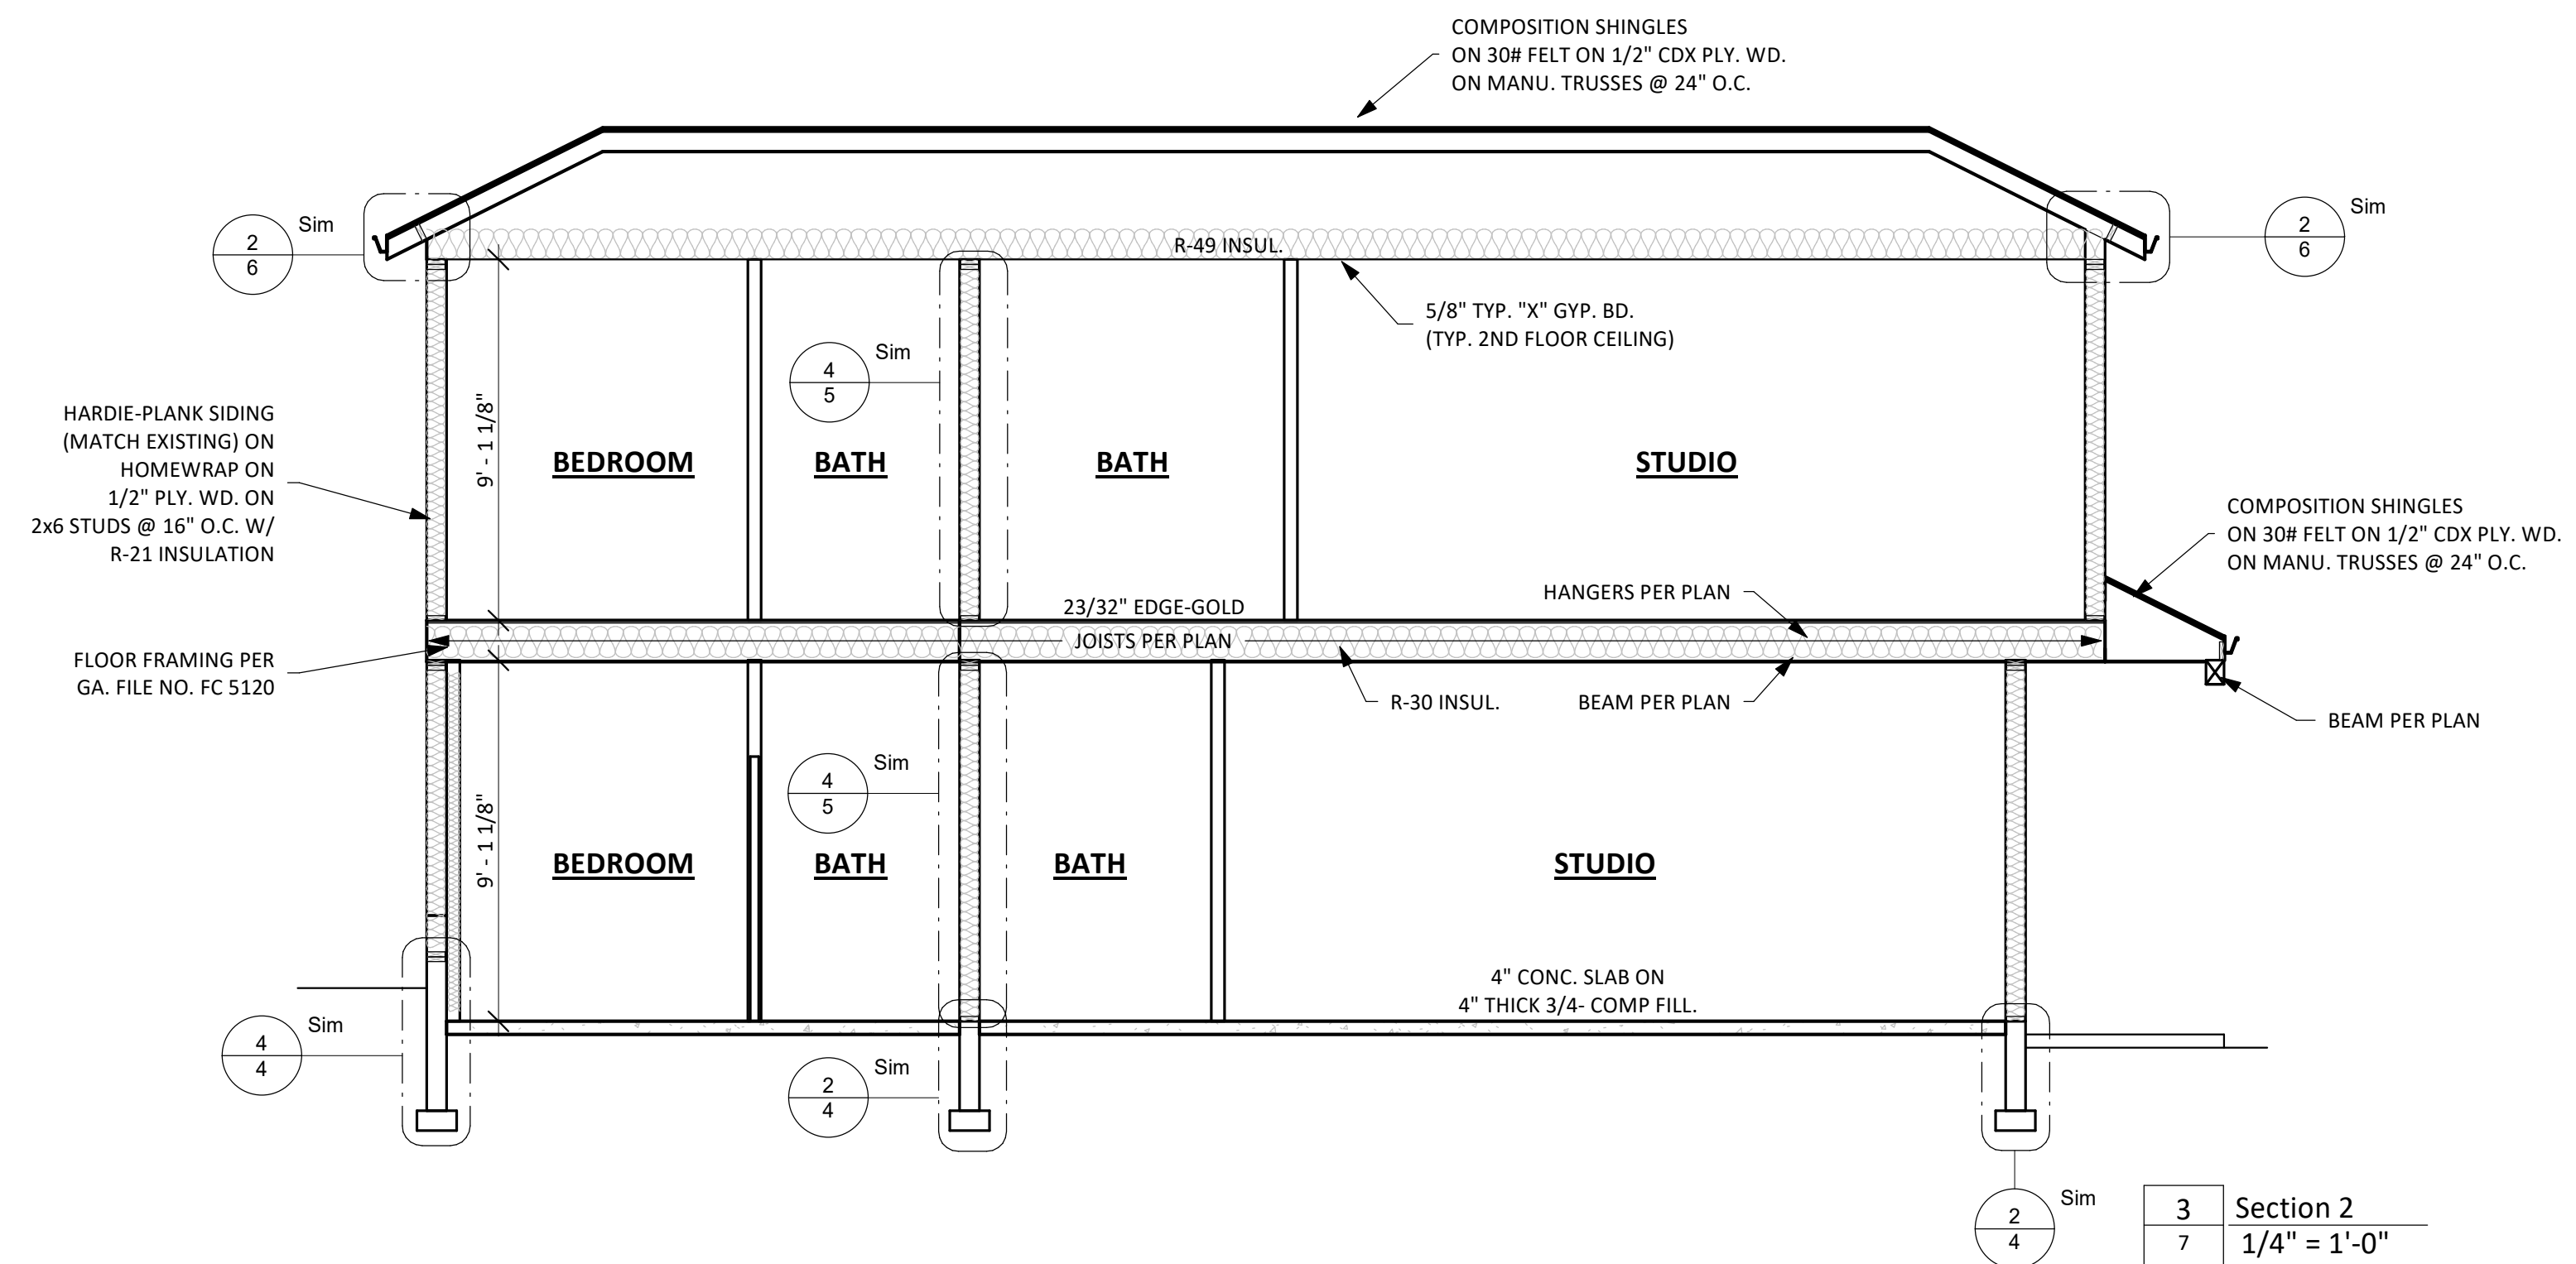 COMPOSITION SHINGLES
ON 30# FELT ON 1/2" CDX PLY. WD.
ON MANU. TRUSSES @ 24" O.C.
2
6
Sim
2
6
Sim
R-49 INSUL.
5/8" TYP. "X" GYP. BD.
(TYP. 2ND FLOOR CEILING)
4
5
Sim
HARDIE-PLANK SIDING
(MATCH EXISTING) ON
HOMEWRAP ON
1/2" PLY. WD. ON
2x6 STUDS @ 16" O.C. W/
R-21 INSULATION
9' - 1 1/8"
BEDROOM
BATH
BATH
STUDIO
COMPOSITION SHINGLES
ON 30# FELT ON 1/2" CDX PLY. WD.
ON MANU. TRUSSES @ 24" O.C.
23/32" EDGE-GOLD
HANGERS PER PLAN
JOISTS PER PLAN
FLOOR FRAMING PER
GA. FILE NO. FC 5120
R-30 INSUL.
BEAM PER PLAN
BEAM PER PLAN
4
5
Sim
9' - 1 1/8"
BEDROOM
BATH
BATH
STUDIO
4" CONC. SLAB ON
4" THICK 3/4- COMP FILL.
4
4
Sim
2
4
Sim
2
4
Sim
3
7
Section 2
1/4" = 1'-0"